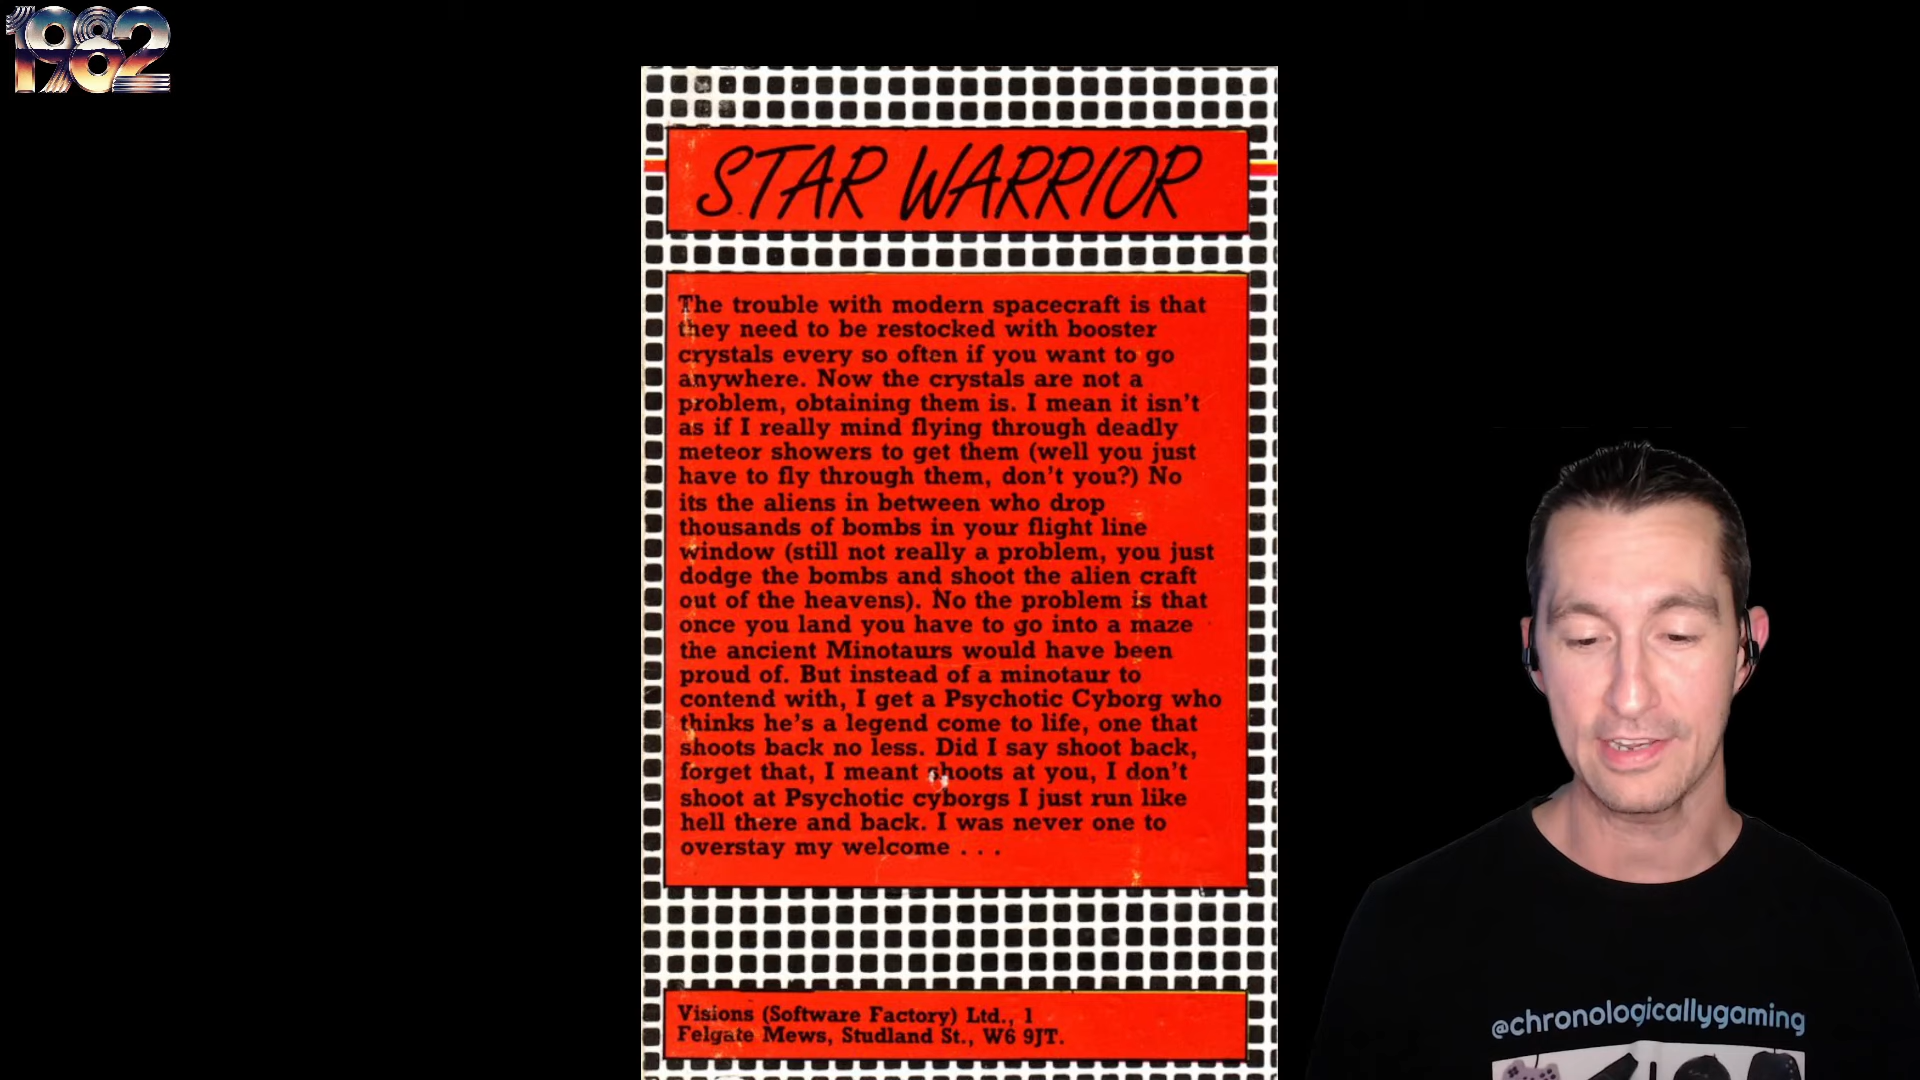 1982
STAR WARRIOR
The trouble with modern spacecraft is that
they need to be restocked with booster
crystals every so often if you want to go
anywhere. Now the crystals are not a
problem, obtaining them is. I mean it isn't
as if I really mind flying through deadly
meteor showers to get them (well you just
have to fly through them, don't you?) No
its the aliens in between who drop
thousands of bombs in your flight line
window (still not really a problem, you just
dodge the bombs and shoot the alien craft
out of the heavens). No the problem is that
once you land you have to go into a maze
the ancient Minotaurs would have been
proud of. But instead of a minotaur to
contend with, I get a Psychotic Cyborg who
thinks he's a legend come to life, one that
shoots back no less. Did I say shoot back,
forget that, I meant shoots at you, I don't
shoot at Psychotic cyborgs I just run like
hell there and back. I was never one to
overstay my welcome . . .
Visions (Software Factory) Ltd., 1
Felgate Mews, Studland St., W6 9JT.
@chronologicallygaming